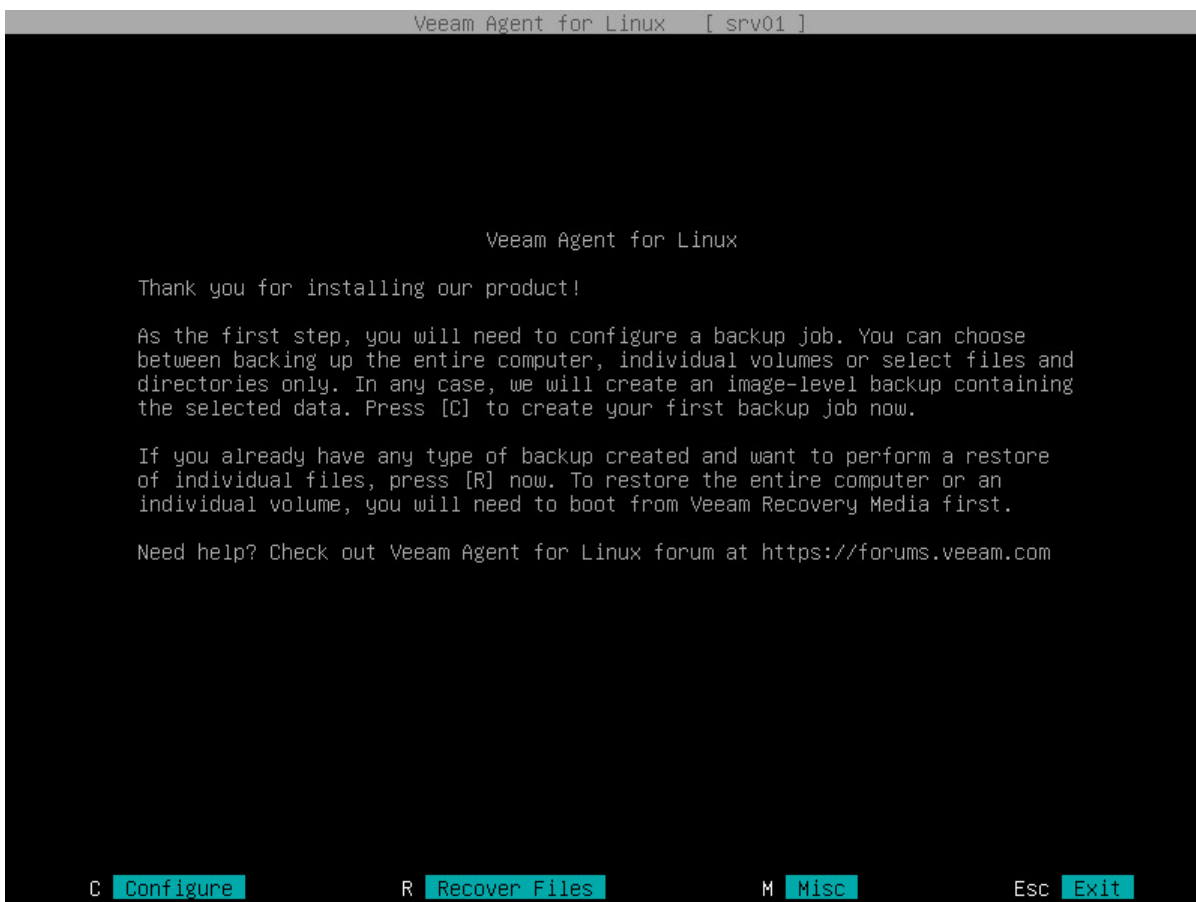 Veeam Agent for Linux [ srv01 ]
Veeam Agent for Linux
Thank you for installing our product!
As the first step, you will need to configure a backup job. You can choose
between backing up the entire computer, individual volumes or select files and
directories only. In any case, we will create an image-level backup containing
the selected data. Press [C] to create your first backup job now.
If you already have any type of backup created and want to perform a restore
of individual files, press [R] now. To restore the entire computer or an
individual volume, you will need to boot from Veeam Recovery Media first.
Need help? Check out Veeam Agent for Linux forum at https://forums.veeam.com
C Configure R Recover Files M Misc Esc Exit